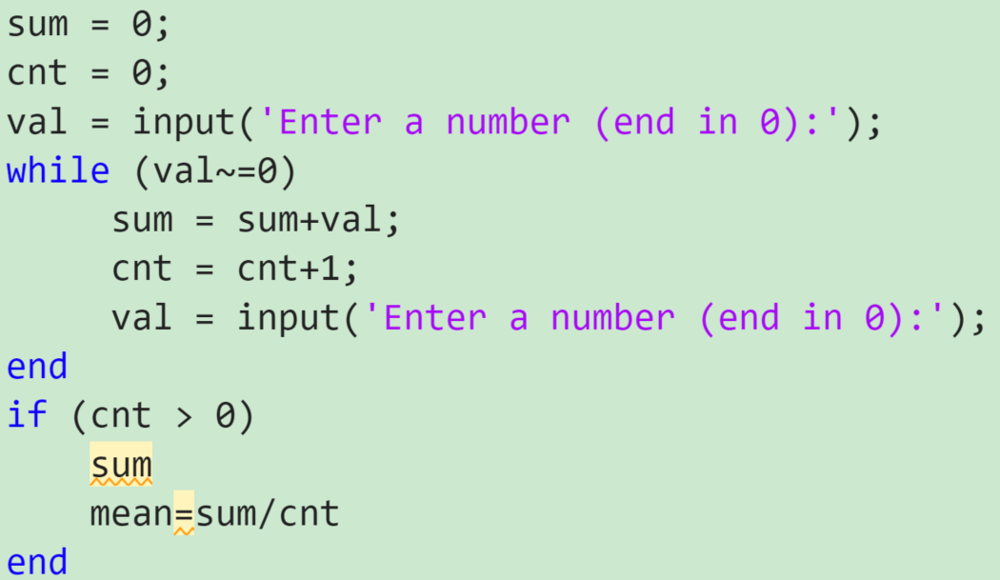 sum = 0;
cnt = 0;
val = input('Enter a number (end in 0):');
while (val~=0)
     sum = sum+val;
     cnt = cnt+1;
     val = input('Enter a number (end in 0):');
end
if (cnt > 0)
    sum
    mean=sum/cnt
end